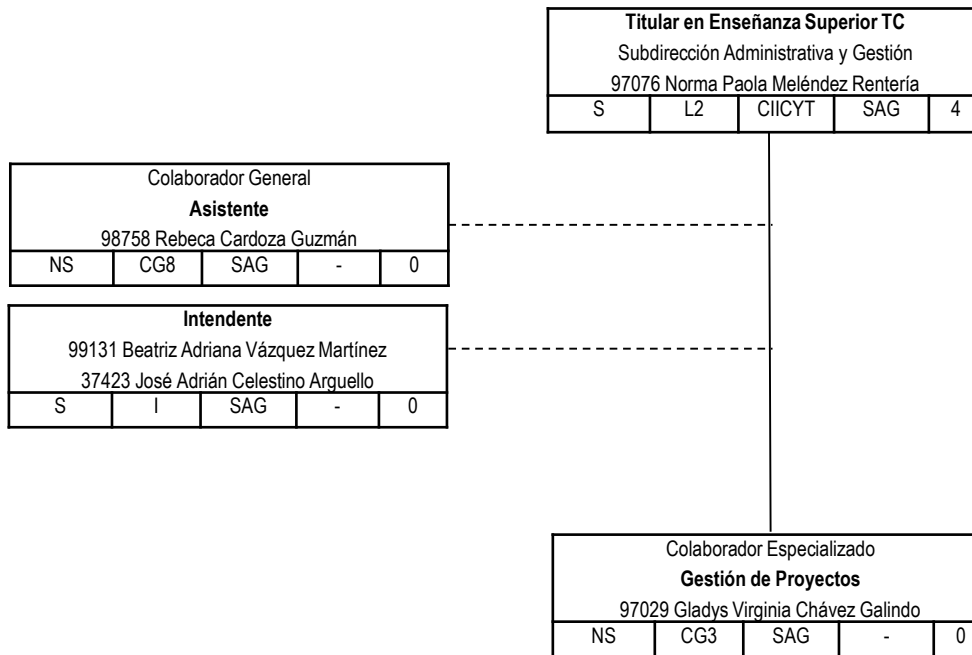 Titular en Enseñanza Superior TC
Subdirección Administrativa y Gestión
97076 Norma Paola Meléndez Rentería
S L2 CIICYT SAG 4
Colaborador General
Asistente
98758 Rebeca Cardoza Guzmán
NS CG8 SAG - 0
Intendente
99131 Beatriz Adriana Vázquez Martínez
37423 José Adrián Celestino Arguello
S I SAG - 0
Colaborador Especializado
Gestión de Proyectos
97029 Gladys Virginia Chávez Galindo
NS CG3 SAG - 0